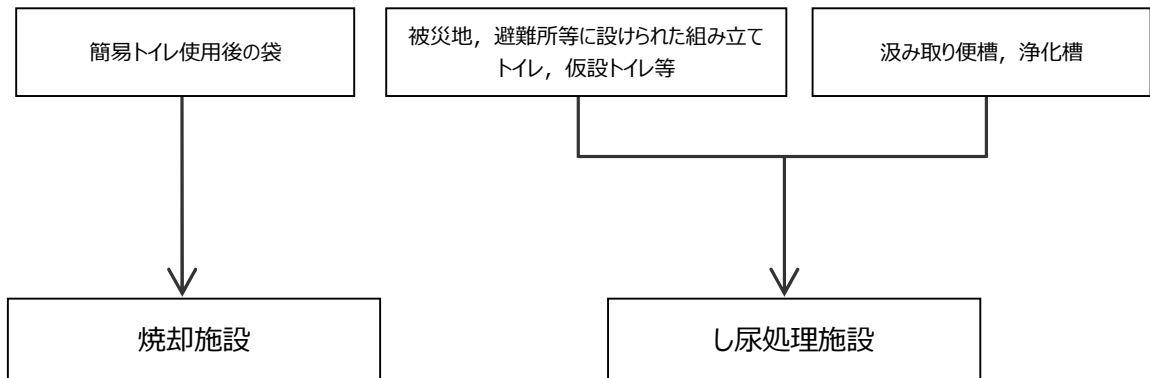 簡易トイレ使用後の袋
被災地，避難所等に設けられた組み立て
トイレ，仮設トイレ等
汲み取り便槽，浄化槽
焼却施設
し尿処理施設